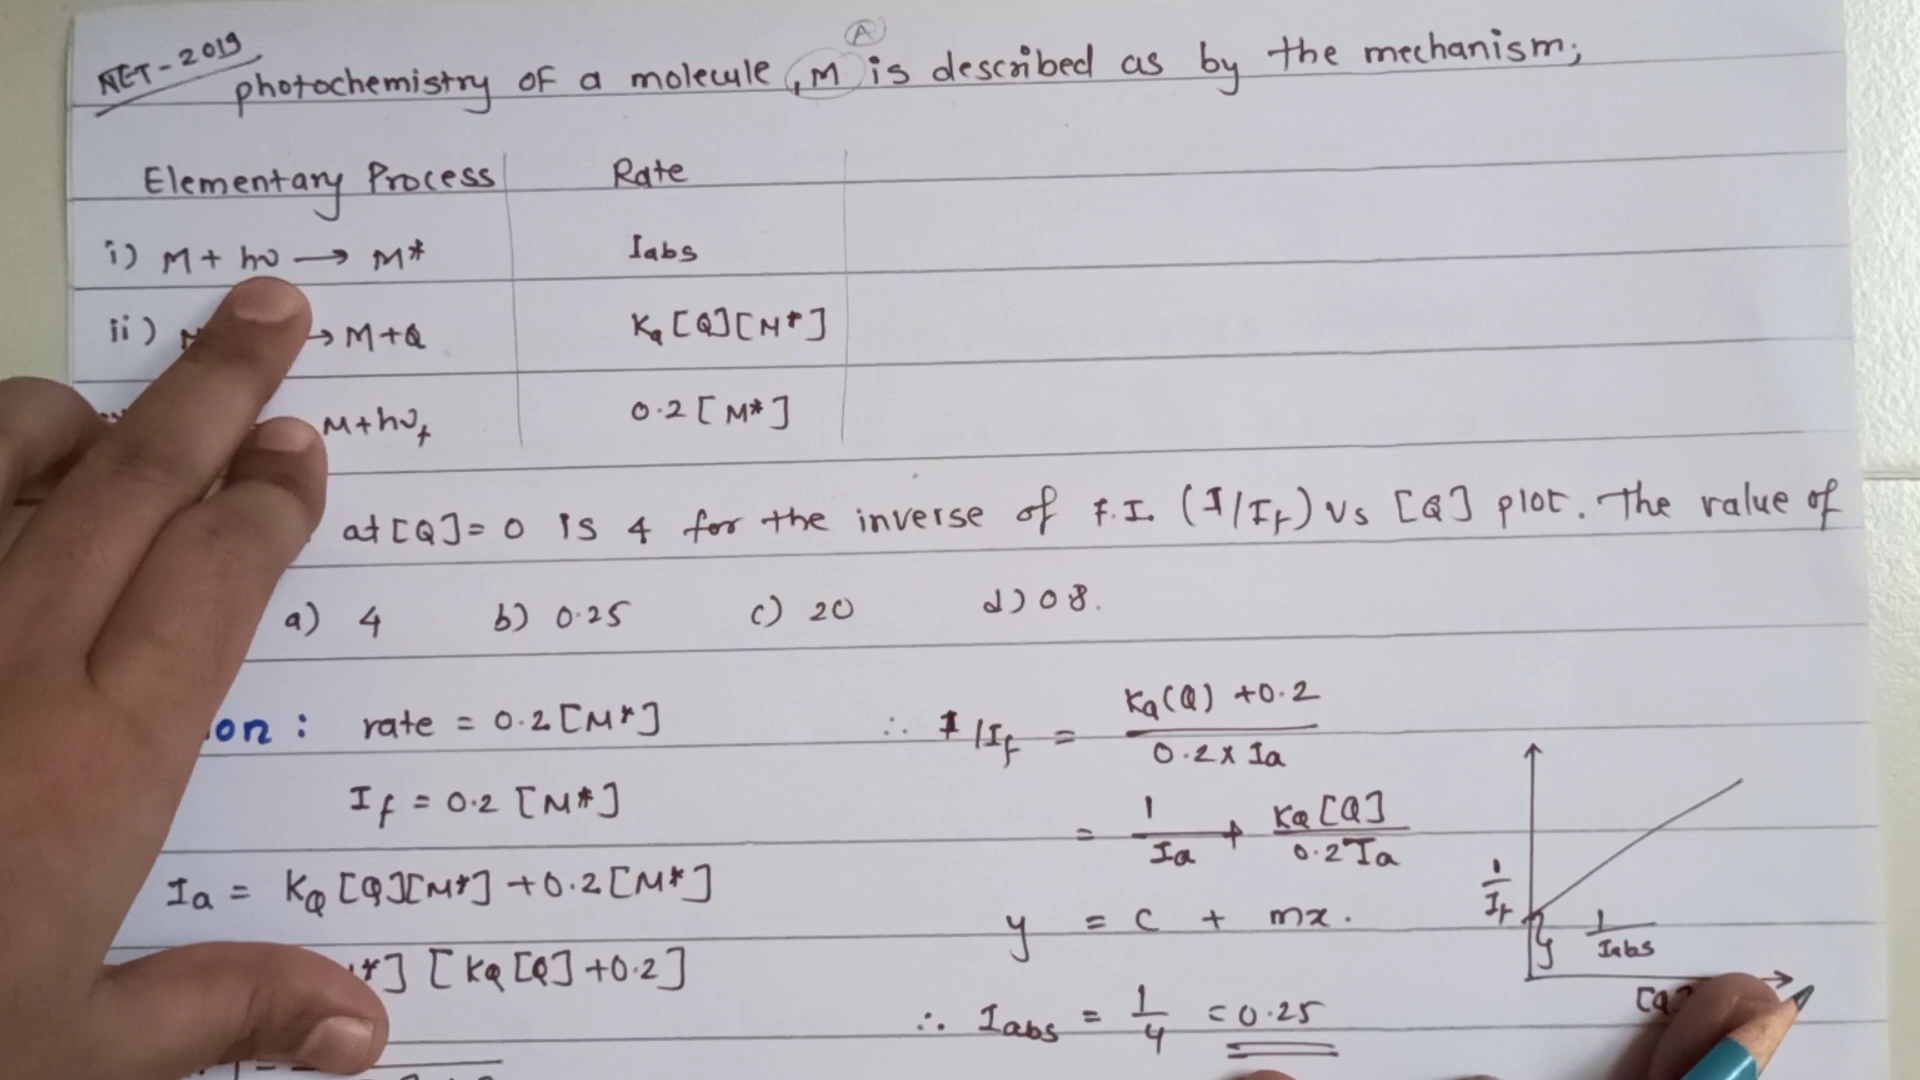 NET-2019
A
photochemistry of a molecule, M is described as by the mechanism;
Elementary Process Rate
i) M + hν → M* Iabs
ii) → M+Q Kq [Q][M*]
M+hνf 0.2 [M*]
at [Q]= 0 is 4 for the inverse of F.I. (I/If) vs [Q] plot. The value of
a) 4 b) 0.25 c) 20 d) 08.
on : rate = 0.2 [M*]
If = 0.2 [M*]
Ia = KQ [Q][M*] + 0.2 [M*]
*] [KQ [Q] + 0.2]
∴ I/If = Kq(Q) + 0.2 / 0.2 x Ia
= 1/Ia + KQ [Q] / 0.2 Ia
y = c + mx.
∴ Iabs = 1/4 = 0.25
1/If
1/Iabs